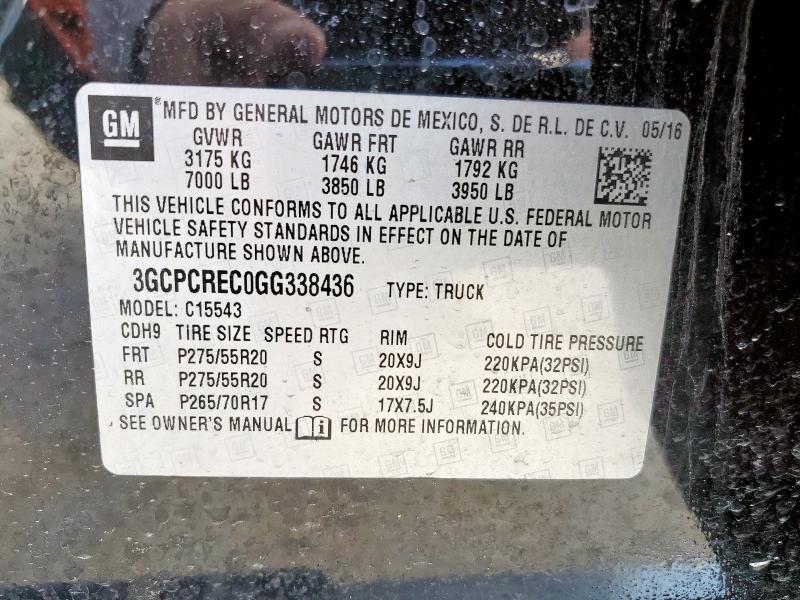 GM ® MFD BY GENERAL MOTORS DE MEXICO, S. DE R.L. DE C.V. 05/16
GVWR GAWR FRT GAWR RR
3175 KG 1746 KG 1792 KG
7000 LB 3850 LB 3950 LB
THIS VEHICLE CONFORMS TO ALL APPLICABLE U.S. FEDERAL MOTOR
VEHICLE SAFETY STANDARDS IN EFFECT ON THE DATE OF
MANUFACTURE SHOWN ABOVE.
3GCPCREC0GG338436 TYPE: TRUCK
MODEL: C15543
CDH9 TIRE SIZE SPEED RTG RIM COLD TIRE PRESSURE
FRT P275/55R20 S 20X9J 220KPA(32PSI)
RR P275/55R20 S 20X9J 220KPA(32PSI)
SPA P265/70R17 S 17X7.5J 240KPA(35PSI)
SEE OWNER'S MANUAL FOR MORE INFORMATION.